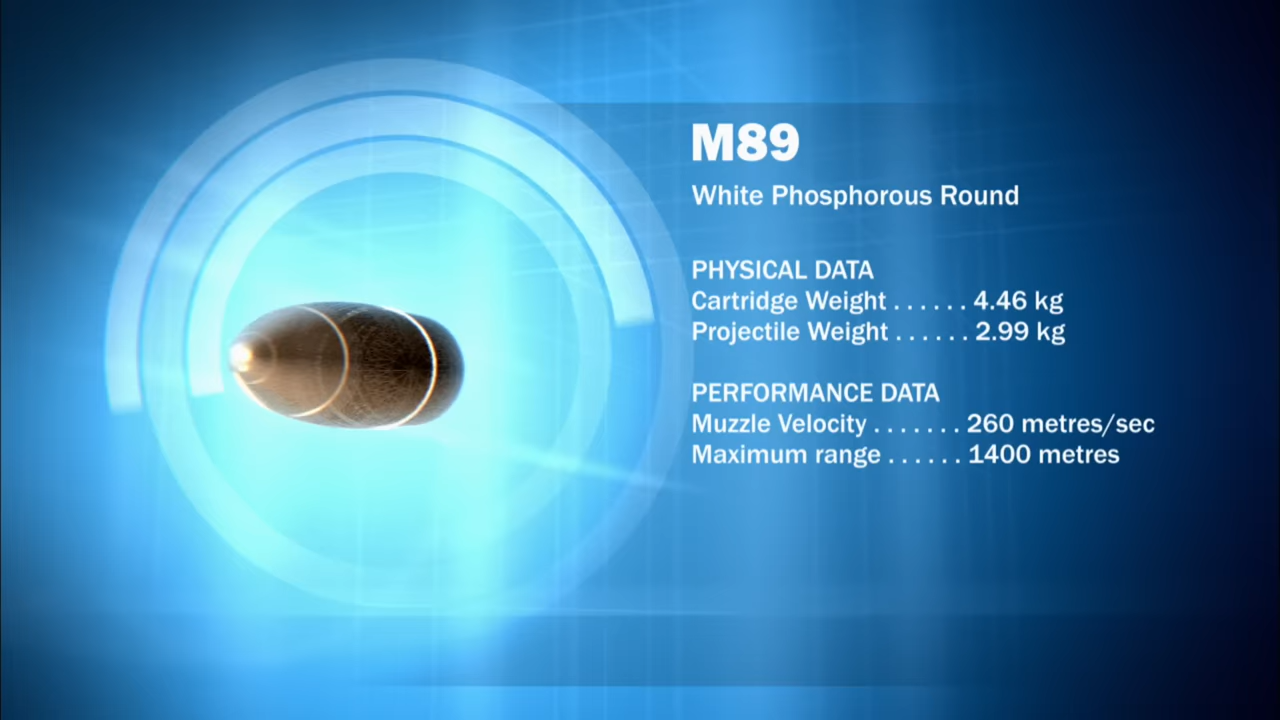 M89
White Phosphorous Round
PHYSICAL DATA
Cartridge Weight . . . . . . 4.46 kg
Projectile Weight . . . . . . 2.99 kg
PERFORMANCE DATA
Muzzle Velocity . . . . . . . 260 metres/sec
Maximum range . . . . . . 1400 metres